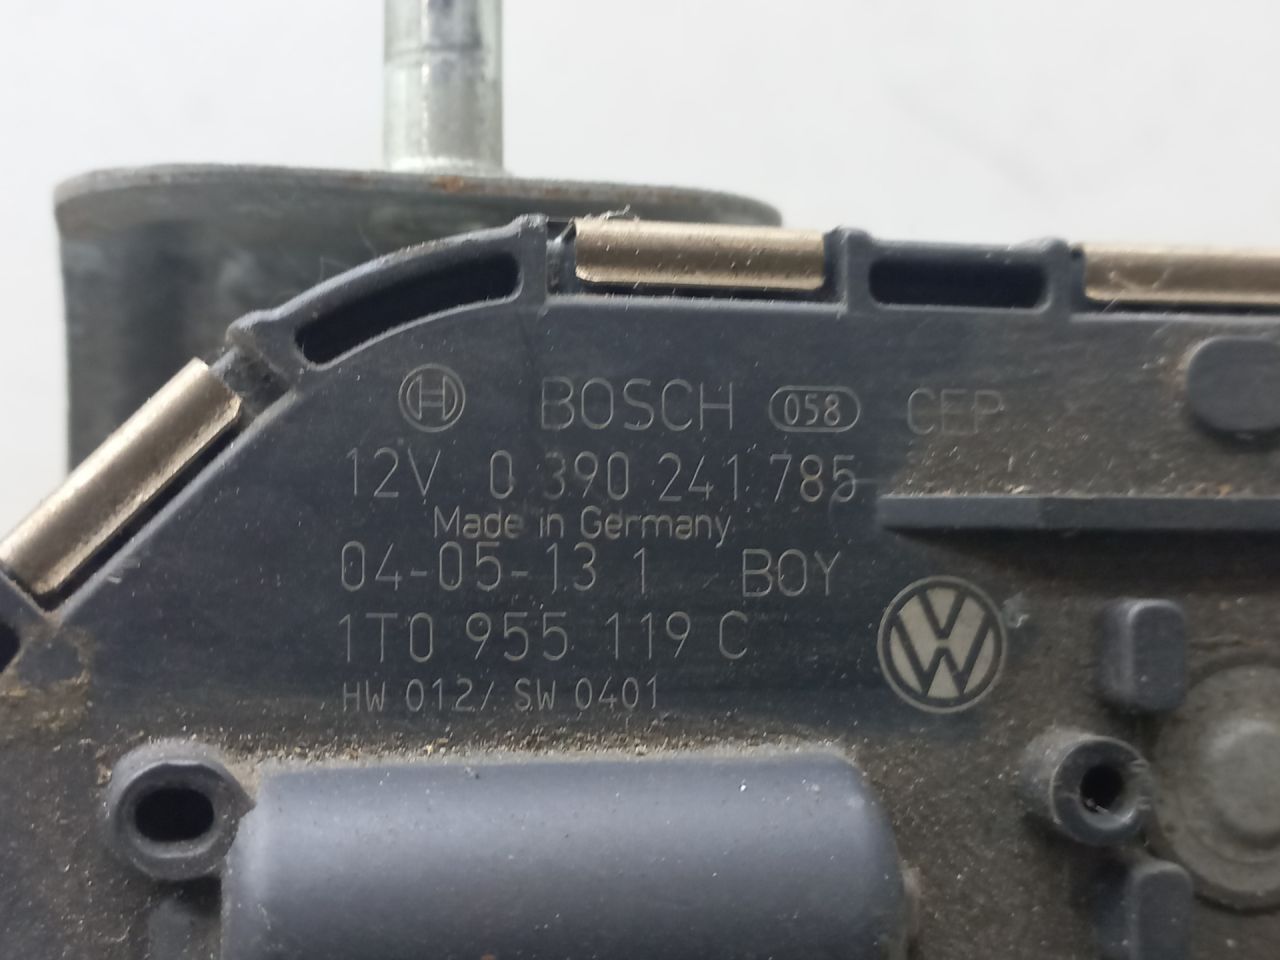 BOSCH 058 CEP
12V 0 390 241 785
Made in Germany
04-05-13 1 BOY
1T0 955 119 C
HW 012/ SW 0401